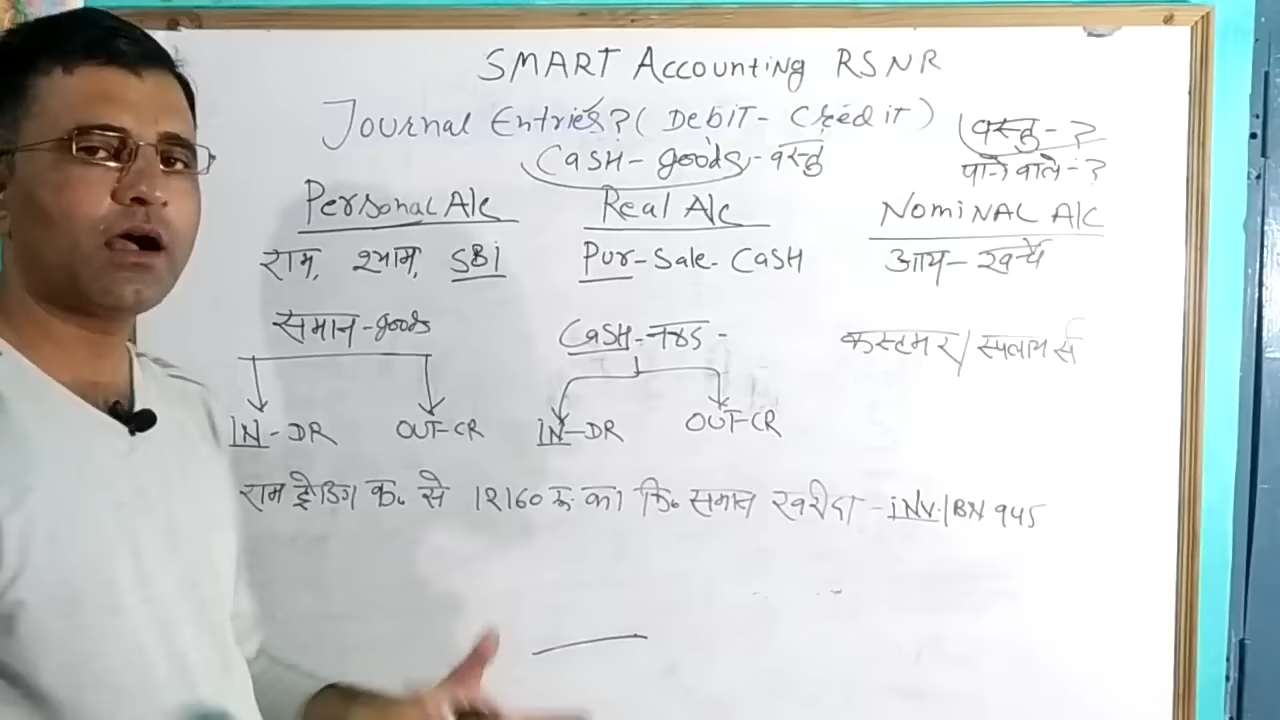 SMART Accounting RSNR
Journal Entries? (Debit - Credit)
Cash - goods - वस्तु
वस्तु - ?
पाने वाले - ?
Personal A/c
Real A/c
Nominal A/c
राम, श्याम, SBI
Pur - Sale - Cash
आय - खर्चे
समान - goods
Cash - नगद -
कस्टमर / सप्लायर्स
IN - DR
OUT - CR
IN - DR
OUT - CR
राम ट्रेडिंग कं. से 12160 रू का कि. समान खरीदा - INV./BN 945